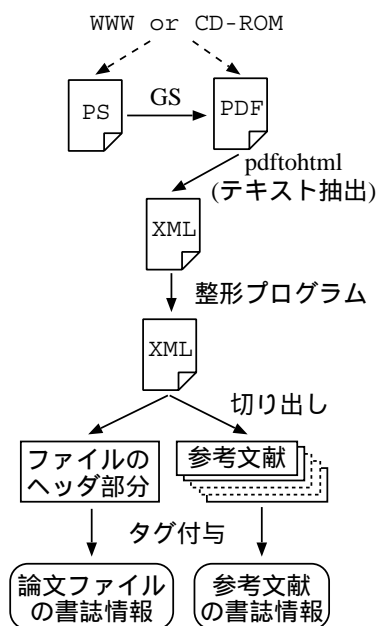 WWW or CD-ROM
PS
GS
PDF
pdftohtml
(テキスト抽出)
XML
整形プログラム
XML
切り出し
ファイルの
ヘッダ部分
参考文献
タグ付与
論文ファイル
の書誌情報
参考文献
の書誌情報